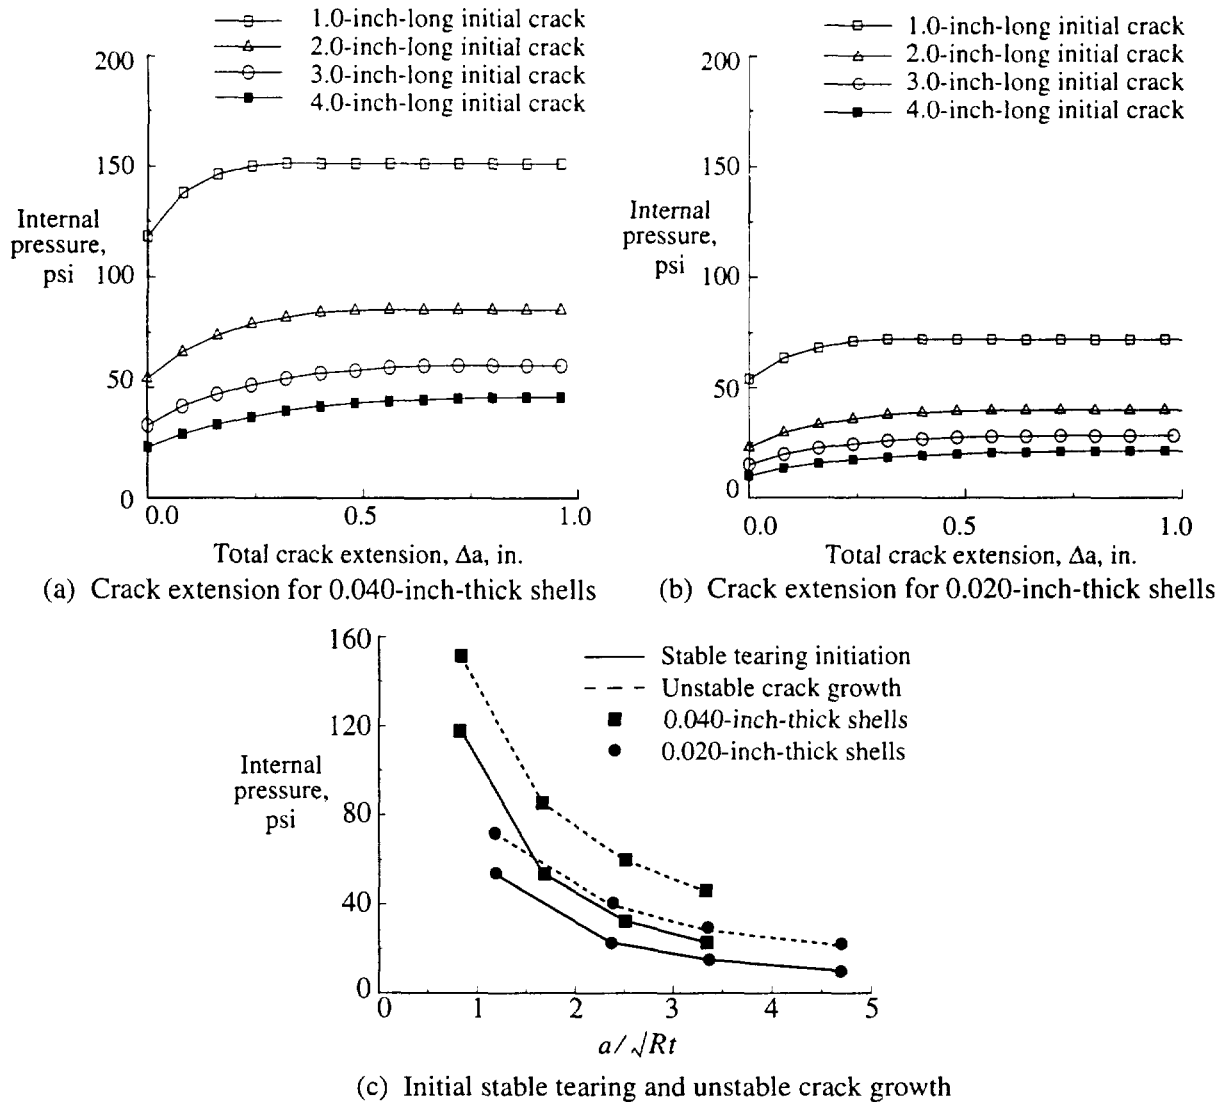 1.0-inch-long initial crack
2.0-inch-long initial crack
3.0-inch-long initial crack
4.0-inch-long initial crack
200
150
Internal
pressure,
psi
100
50
0
0.0
0.5
1.0
Total crack extension, Δa, in.
(a) Crack extension for 0.040-inch-thick shells
1.0-inch-long initial crack
2.0-inch-long initial crack
3.0-inch-long initial crack
4.0-inch-long initial crack
200
150
Internal
pressure,
psi
100
50
0
0.0
0.5
1.0
Total crack extension, Δa, in.
(b) Crack extension for 0.020-inch-thick shells
160
Stable tearing initiation
Unstable crack growth
0.040-inch-thick shells
0.020-inch-thick shells
120
Internal
pressure,
psi
80
40
0
0
1
2
3
4
5
a/√Rt
(c) Initial stable tearing and unstable crack growth